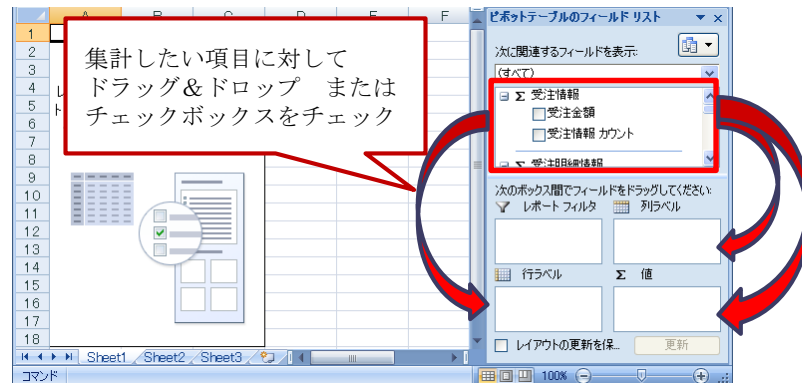 A B C D E F
1
2
3
4
5
6
7
8
9
10
11
12
13
14
15
16
17
18
集計したい項目に対して
ドラッグ&ドロップ または
チェックボックスをチェック
Sheet1 Sheet2 Sheet3
コマンド
100%
ピボットテーブルのフィールド リスト
次に関連するフィールドを表示:
(すべて)
Σ 受注情報
受注金額
受注情報 カウント
Σ 受注明細情報
次のボックス間でフィールドをドラッグしてください:
レポート フィルタ 列ラベル
行ラベル Σ 値
レイアウトの更新を保... 更新